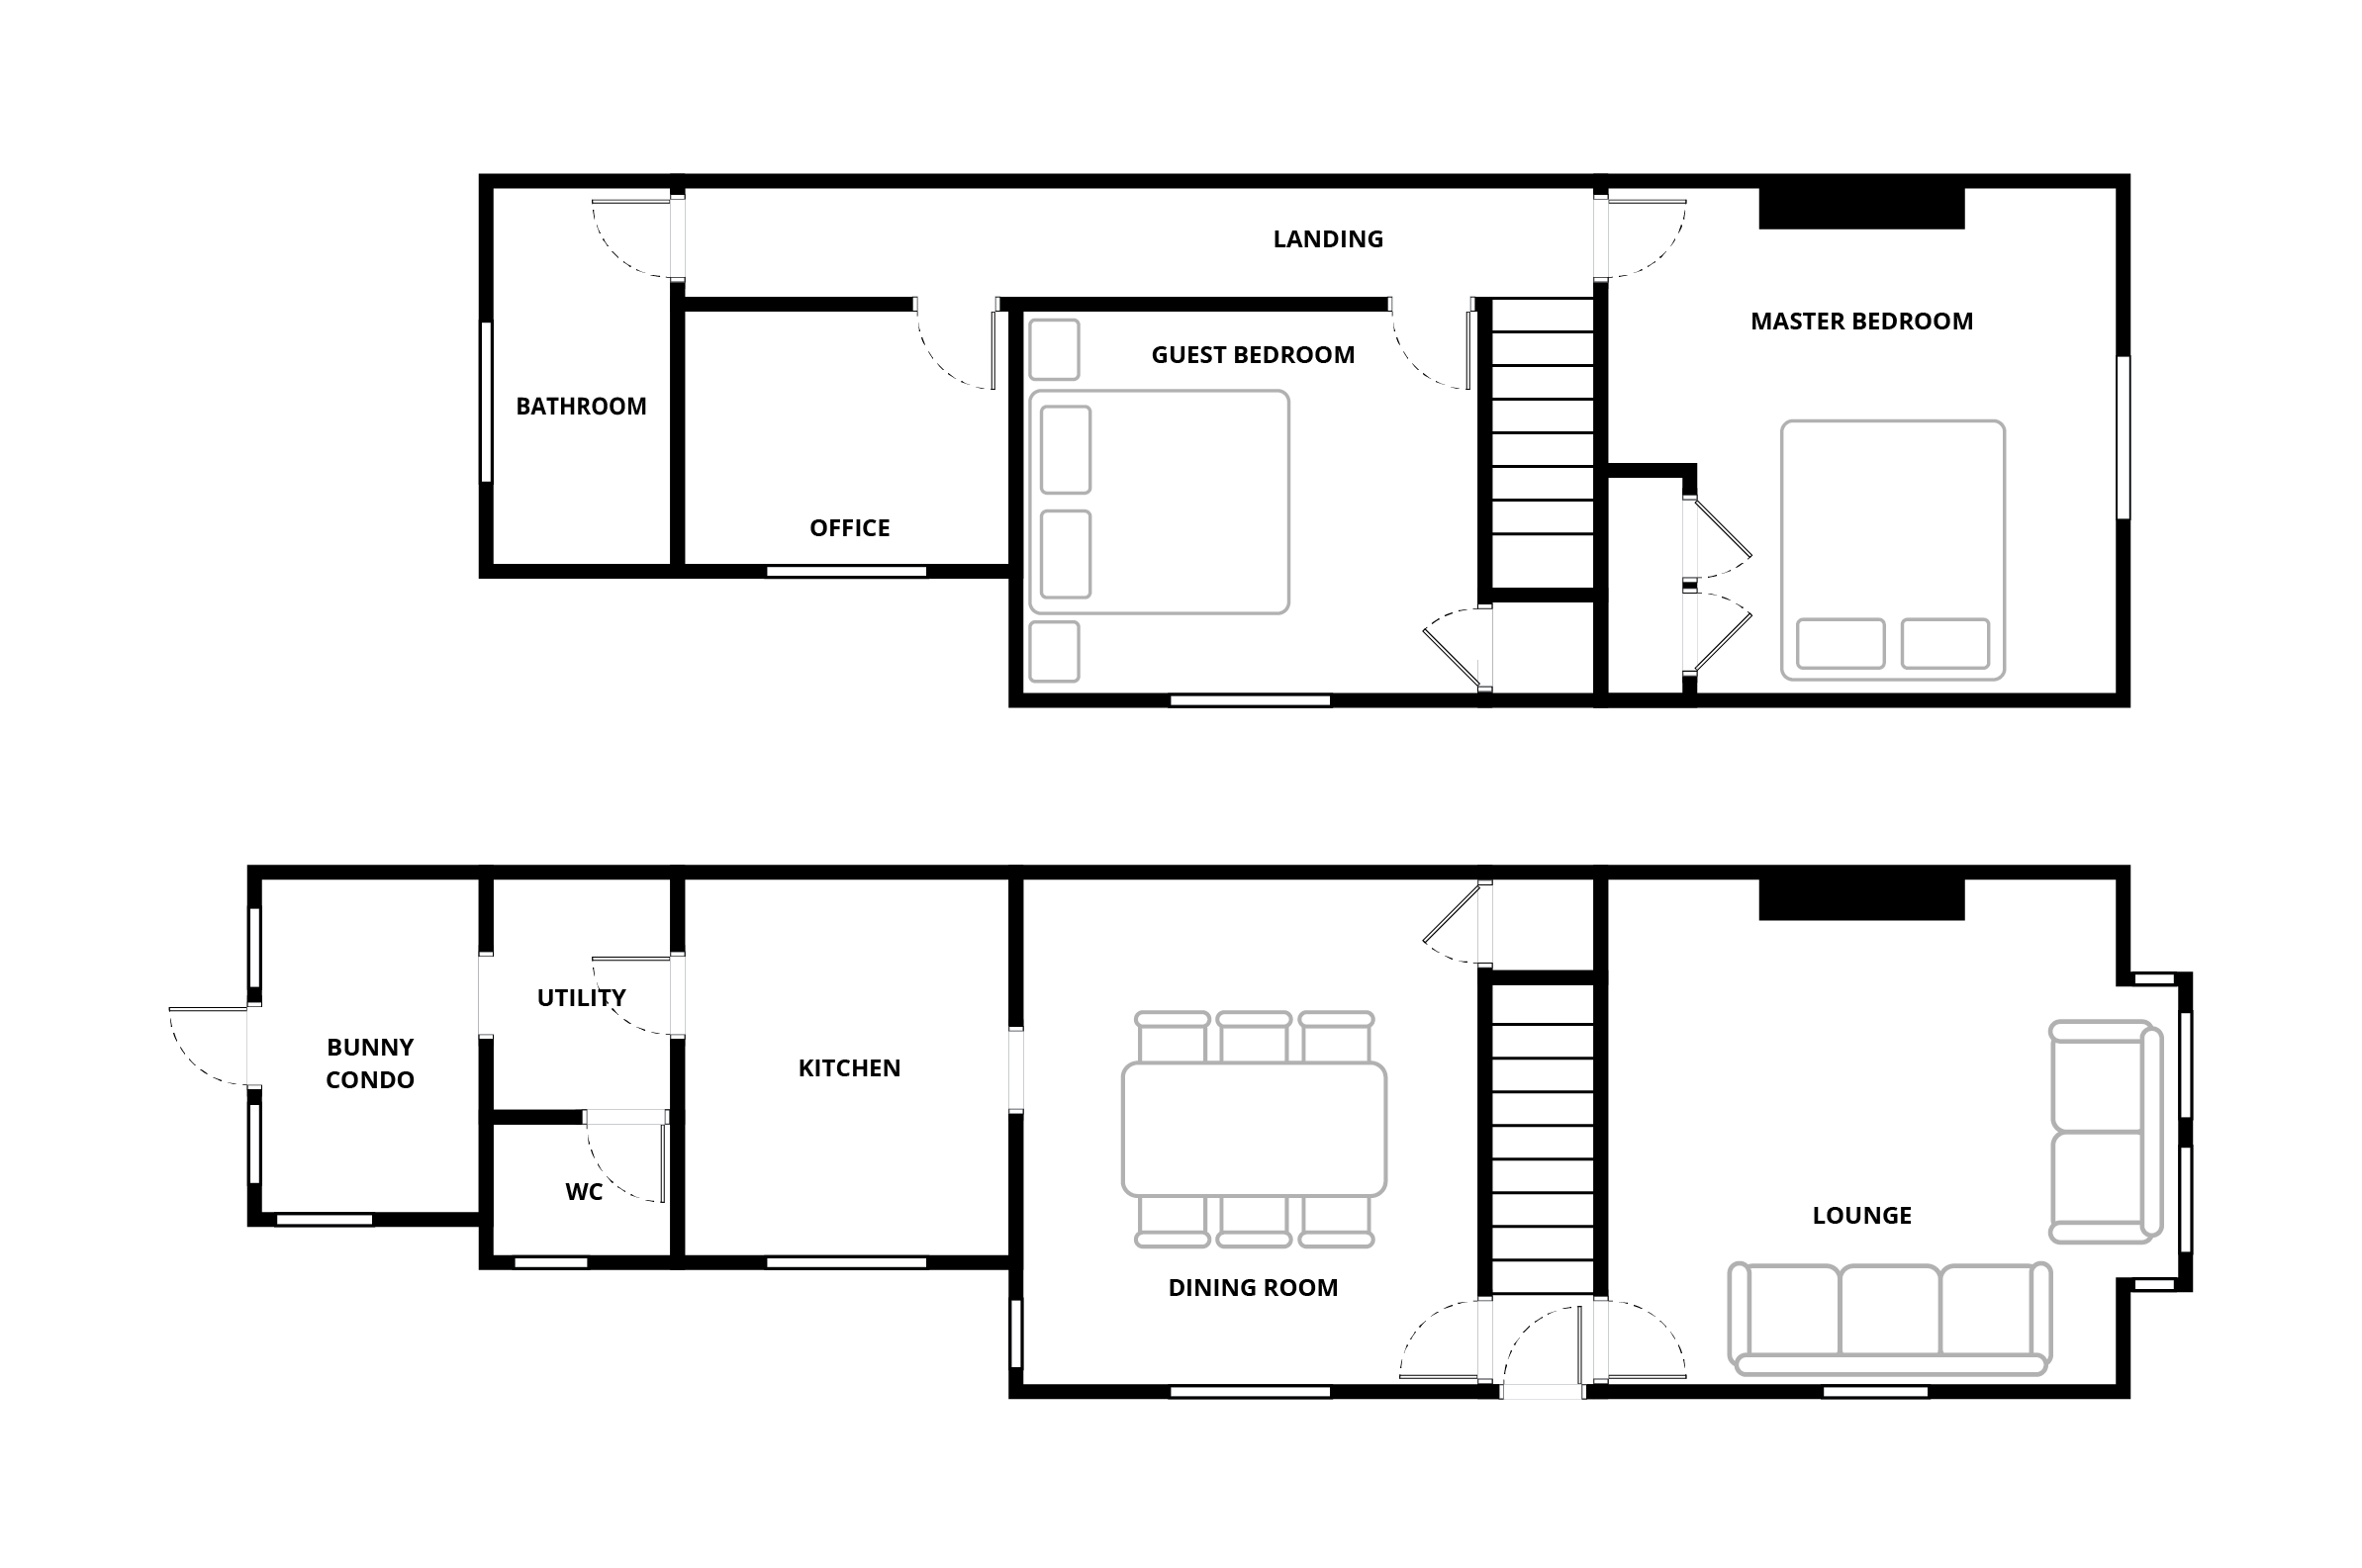 LANDING
MASTER BEDROOM
GUEST BEDROOM
BATHROOM
OFFICE
UTILITY
BUNNY
CONDO
KITCHEN
WC
LOUNGE
DINING ROOM